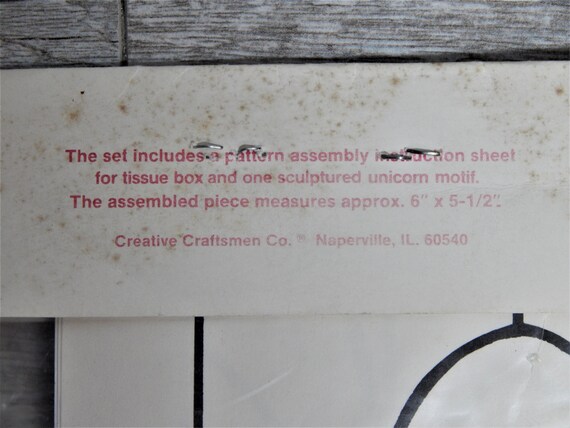 The set includes a pattern assembly instruction sheet
for tissue box and one sculptured unicorn motif.
The assembled piece measures approx. 6" x 5-1/2".
Creative Craftsmen Co. Naperville, IL. 60540